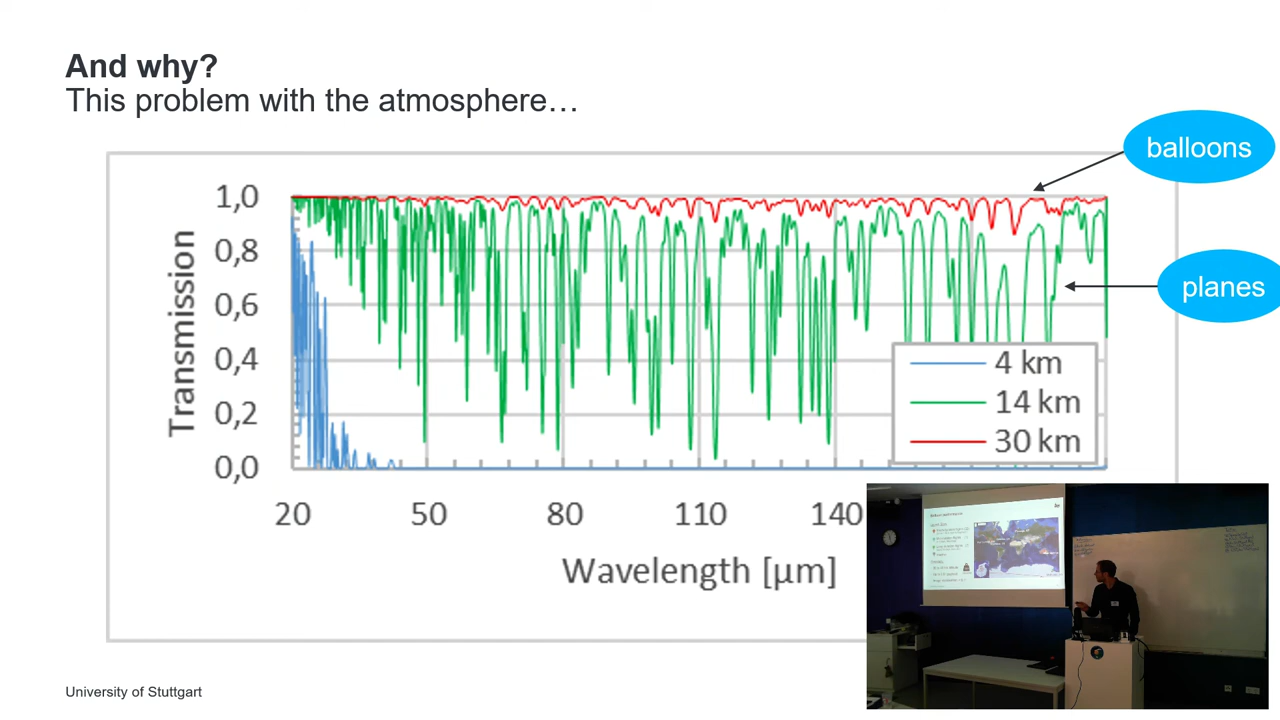 And why?
This problem with the atmosphere…
balloons
planes
Transmission
1,0
0,8
0,6
0,4
0,2
0,0
4 km
14 km
30 km
20
50
80
110
140
Wavelength [µm]
University of Stuttgart